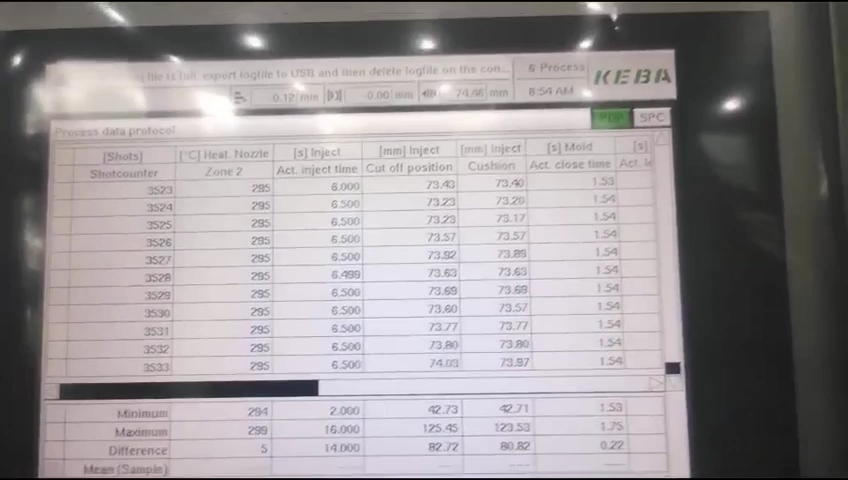 file is full, export logfile to USB and then delete logfile on the con...
6 Process
KEBA
0.12 mm
-0.00 mm
74.46 mm
8:54 AM
Process data protocol
PDP SPC
[Shots] [°C] Heat. Nozzle [s] Inject [mm] Inject [mm] Inject [s] Mold [s]
Shotcounter Zone 2 Act. inject time Cut off position Cushion Act. close time Act.
3523 295 6.000 73.43 73.40 1.53
3524 295 6.500 73.23 73.20 1.54
3525 295 6.500 73.23 73.17 1.54
3526 295 6.500 73.57 73.57 1.54
3527 295 6.500 73.92 73.89 1.54
3528 295 6.499 73.63 73.63 1.54
3529 295 6.500 73.69 73.69 1.54
3530 295 6.500 73.60 73.57 1.54
3531 295 6.500 73.77 73.77 1.54
3532 295 6.500 73.80 73.80 1.54
3533 295 6.500 74.03 73.97 1.54
Minimum 294 2.000 42.73 42.71 1.53
Maximum 299 16.000 125.45 123.53 1.75
Difference 5 14.000 82.72 80.82 0.22
Mean (Sample)